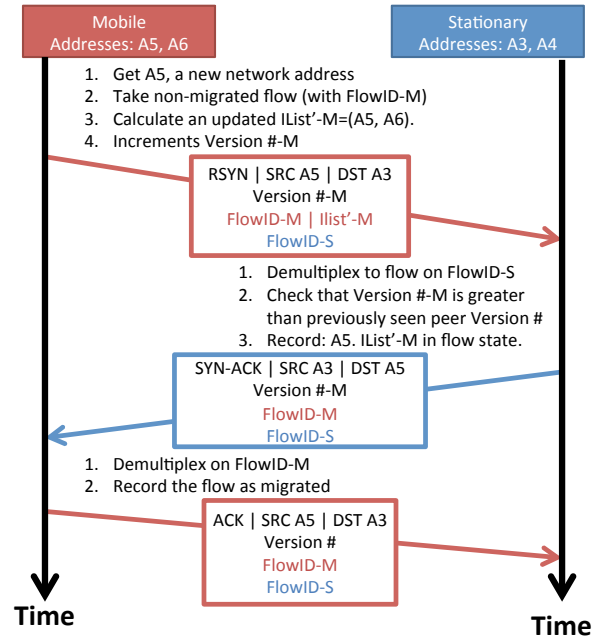 Mobile
Addresses: A5, A6
Stationary
Addresses: A3, A4
1. Get A5, a new network address
2. Take non-migrated flow (with FlowID-M)
3. Calculate an updated IList'-M=(A5, A6).
4. Increments Version #-M
RSYN | SRC A5 | DST A3
Version #-M
FlowID-M | Ilist'-M
FlowID-S
1. Demultiplex to flow on FlowID-S
2. Check that Version #-M is greater
than previously seen peer Version #
3. Record: A5. IList'-M in flow state.
SYN-ACK | SRC A3 | DST A5
Version #-M
FlowID-M
FlowID-S
1. Demultiplex on FlowID-M
2. Record the flow as migrated
ACK | SRC A5 | DST A3
Version #
FlowID-M
FlowID-S
Time
Time